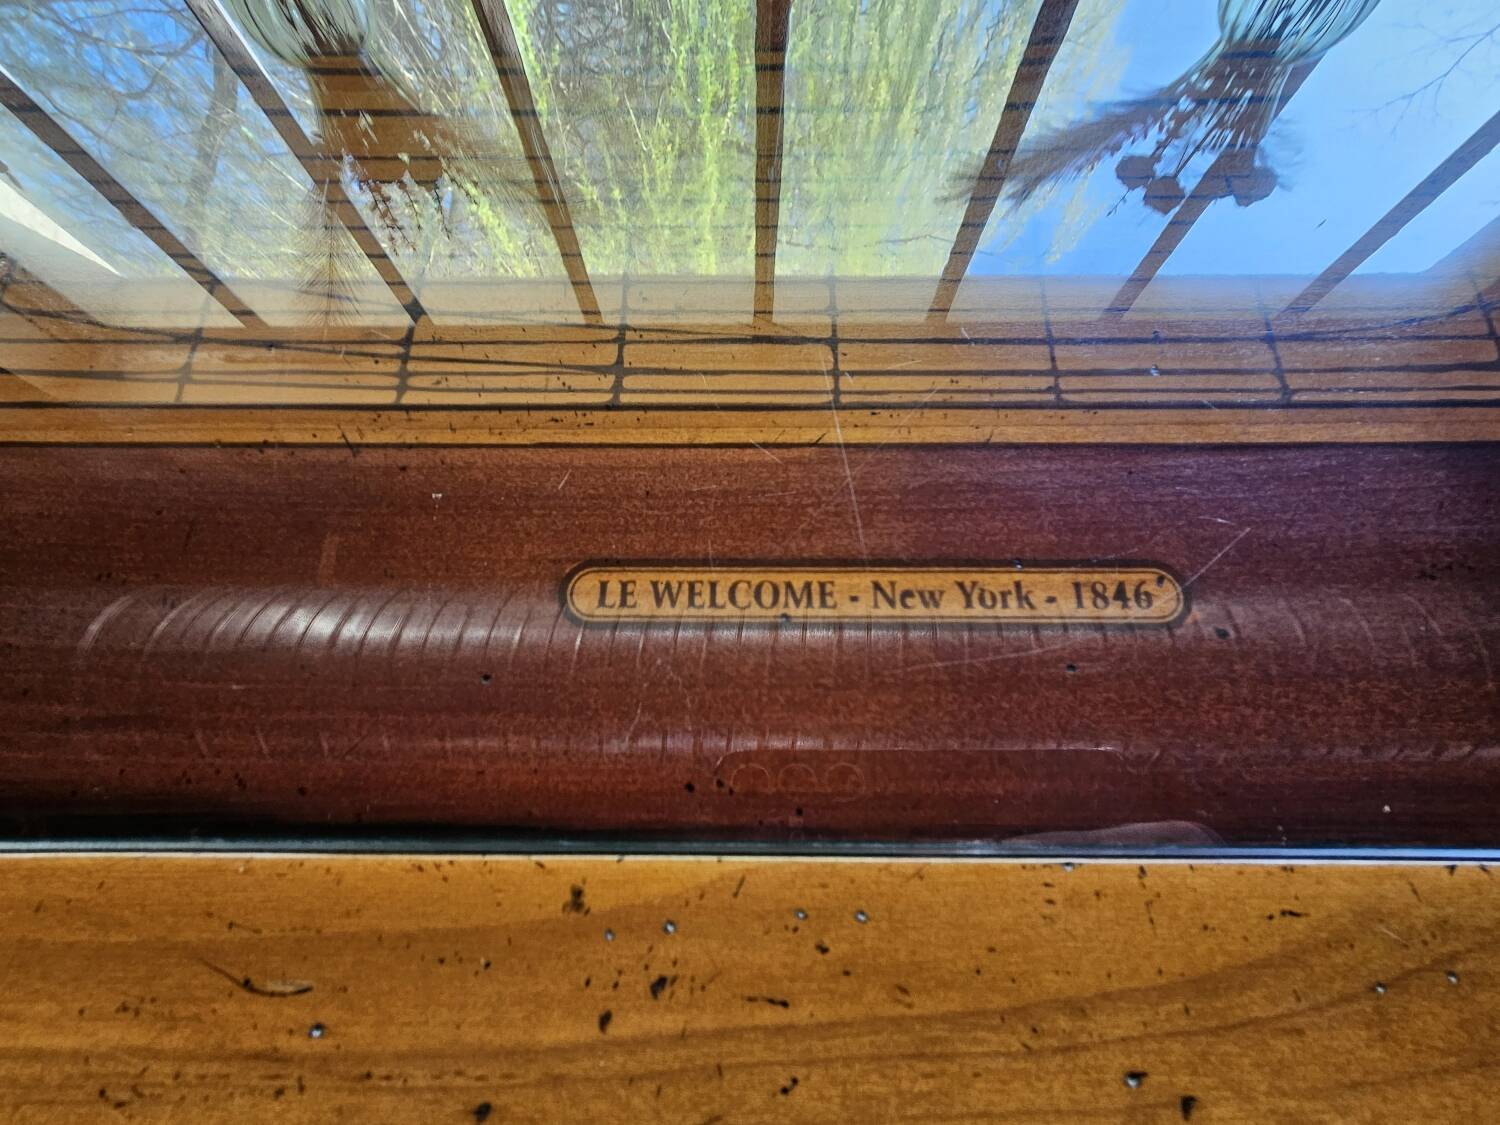 LE WELCOME - New York - 1846